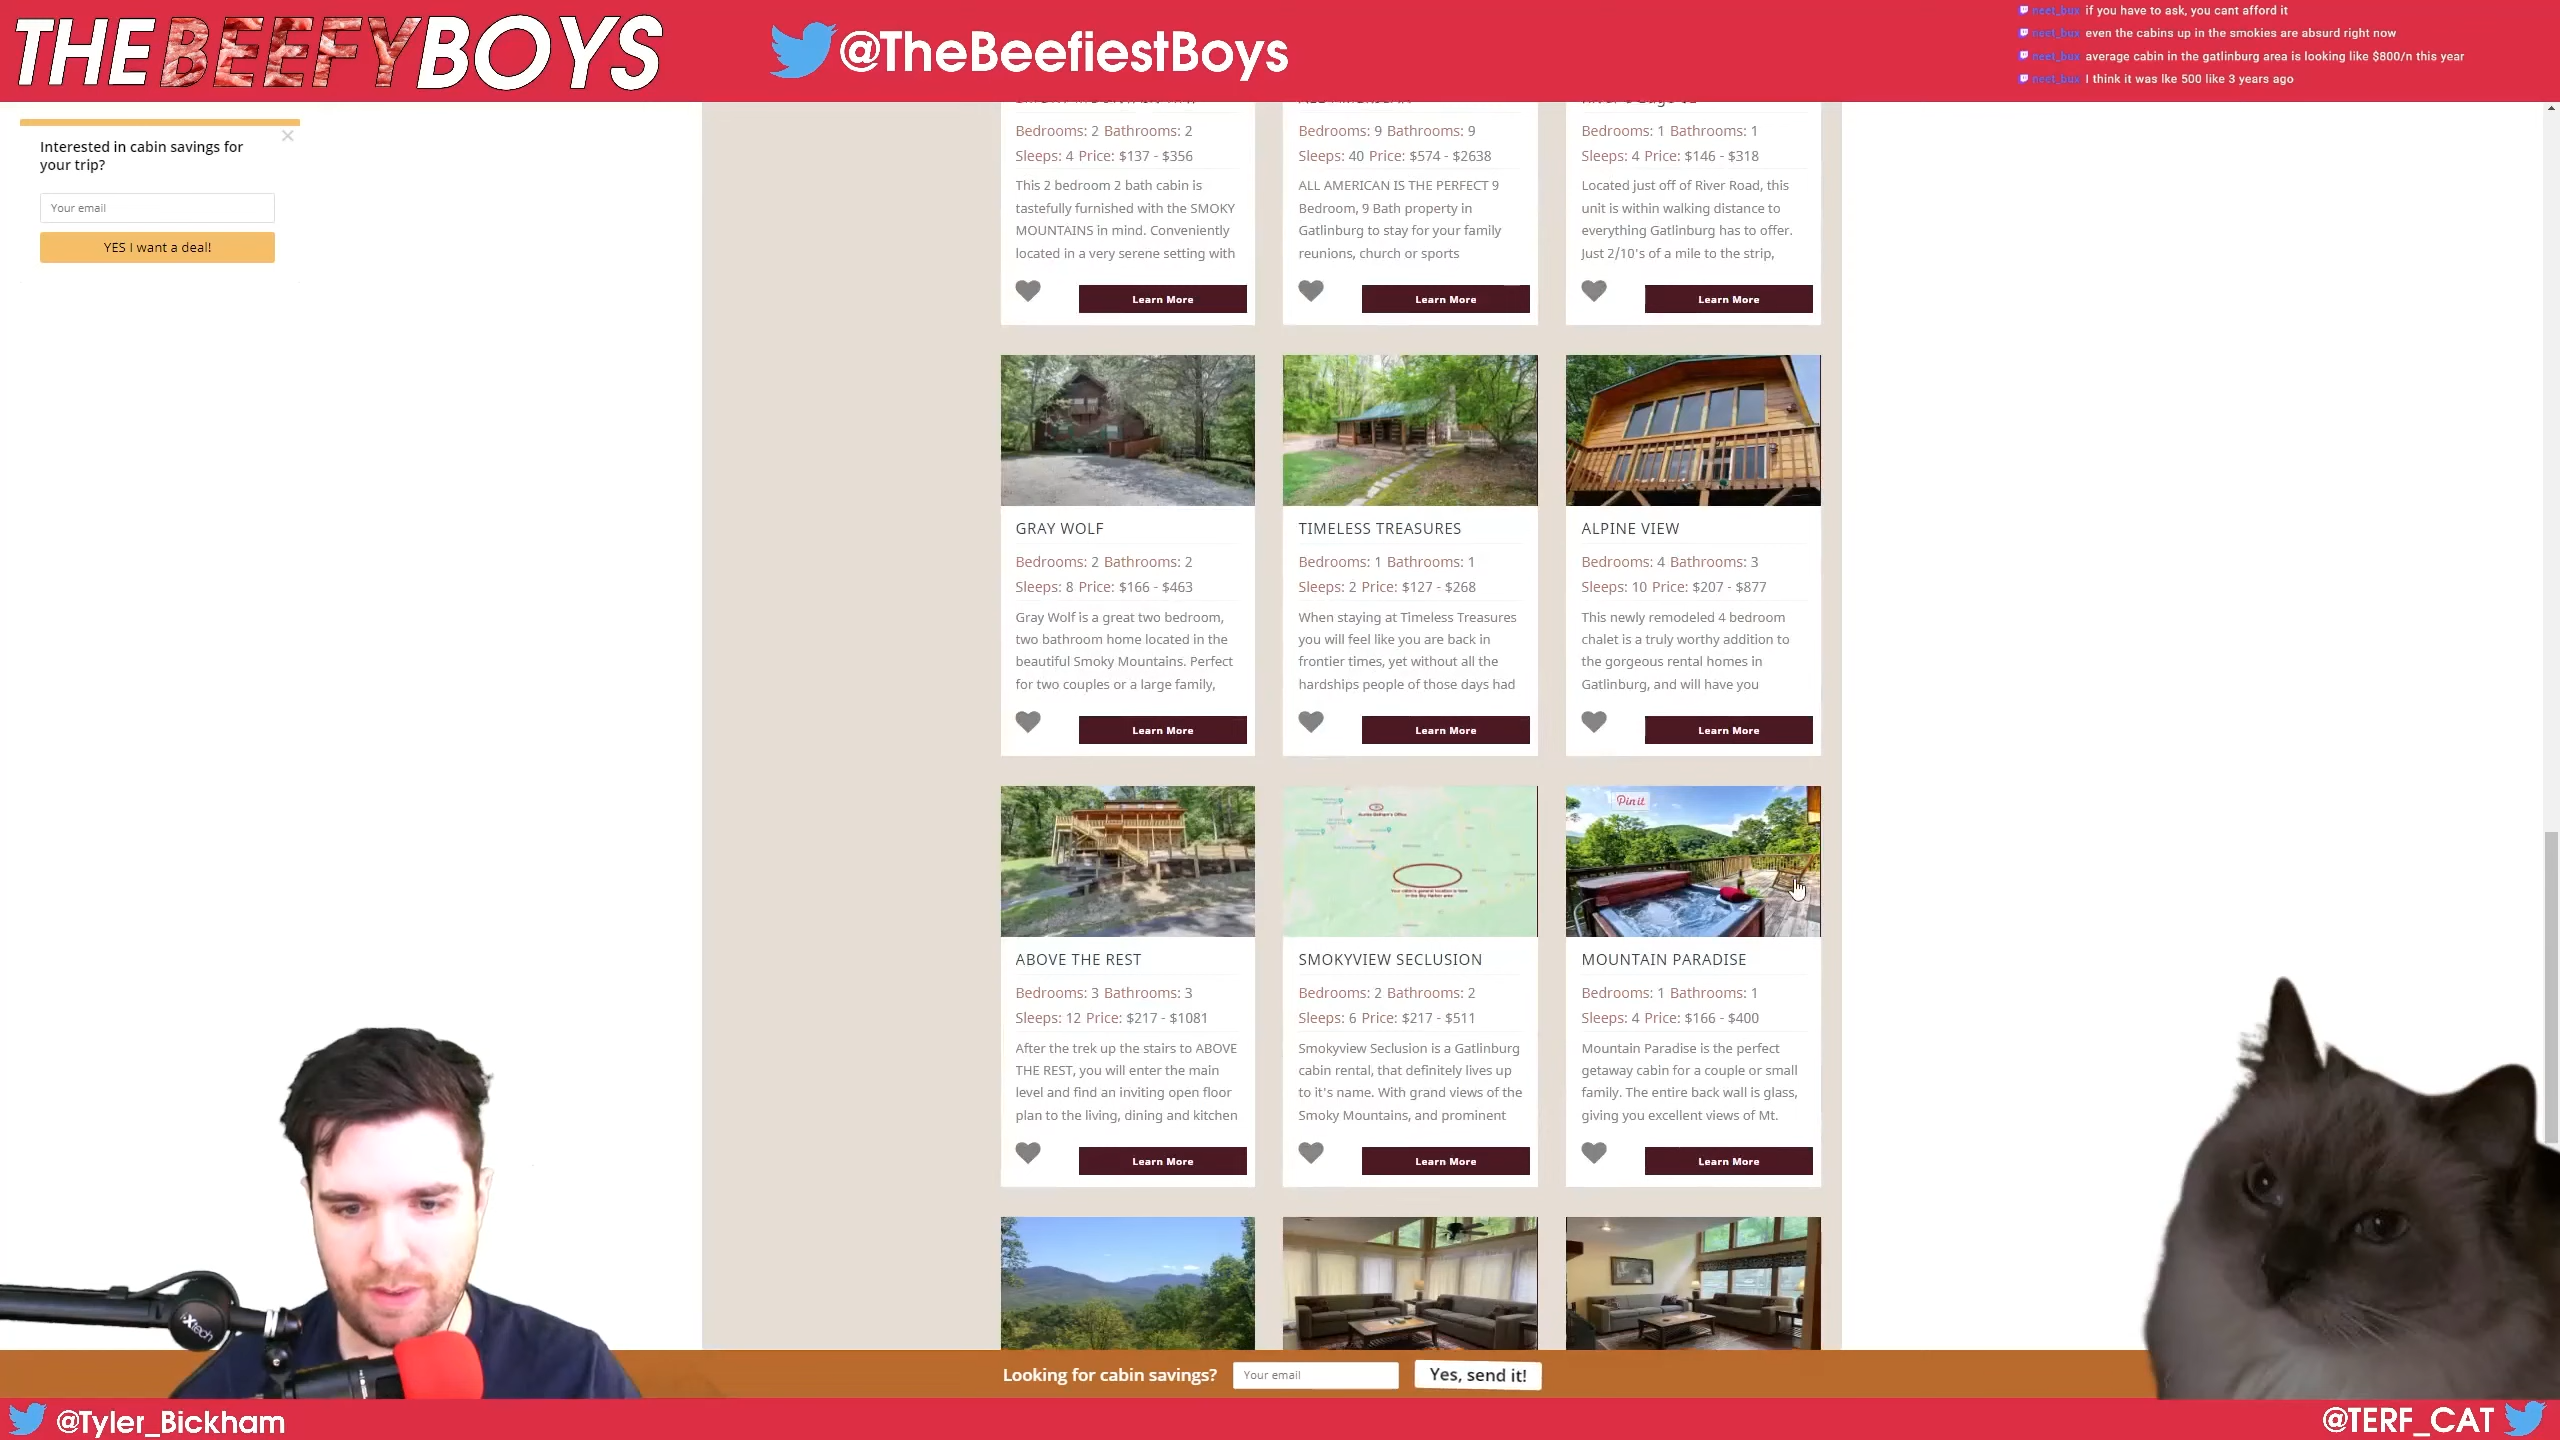 THE BEEFY BOYS
@TheBeefiestBoys
neet_bux if you have to ask, you cant afford it
neet_bux even the cabins up in the smokies are absurd right now
neet_bux average cabin in the gatlinburg area is looking like $800/n this year
neet_bux I think it was lke 500 like 3 years ago
Interested in cabin savings for
your trip?
Your email
YES I want a deal!
Bedrooms: 2 Bathrooms: 2
Sleeps: 4 Price: $137 - $356
This 2 bedroom 2 bath cabin is
tastefully furnished with the SMOKY
MOUNTAINS in mind. Conveniently
located in a very serene setting with
Learn More
Bedrooms: 9 Bathrooms: 9
Sleeps: 40 Price: $574 - $2638
ALL AMERICAN IS THE PERFECT 9
Bedroom, 9 Bath property in
Gatlinburg to stay for your family
reunions, church or sports
Learn More
Bedrooms: 1 Bathrooms: 1
Sleeps: 4 Price: $146 - $318
Located just off of River Road, this
unit is within walking distance to
everything Gatlinburg has to offer.
Just 2/10's of a mile to the strip,
Learn More
GRAY WOLF
Bedrooms: 2 Bathrooms: 2
Sleeps: 8 Price: $166 - $463
Gray Wolf is a great two bedroom,
two bathroom home located in the
beautiful Smoky Mountains. Perfect
for two couples or a large family,
Learn More
TIMELESS TREASURES
Bedrooms: 1 Bathrooms: 1
Sleeps: 2 Price: $127 - $268
When staying at Timeless Treasures
you will feel like you are back in
frontier times, yet without all the
hardships people of those days had
Learn More
ALPINE VIEW
Bedrooms: 4 Bathrooms: 3
Sleeps: 10 Price: $207 - $877
This newly remodeled 4 bedroom
chalet is a truly worthy addition to
the gorgeous rental homes in
Gatlinburg, and will have you
Learn More
ABOVE THE REST
Bedrooms: 3 Bathrooms: 3
Sleeps: 12 Price: $217 - $1081
After the trek up the stairs to ABOVE
THE REST, you will enter the main
level and find an inviting open floor
plan to the living, dining and kitchen
Learn More
SMOKYVIEW SECLUSION
Bedrooms: 2 Bathrooms: 2
Sleeps: 6 Price: $217 - $511
Smokyview Seclusion is a Gatlinburg
cabin rental, that definitely lives up
to it's name. With grand views of the
Smoky Mountains, and prominent
Learn More
Pin it
MOUNTAIN PARADISE
Bedrooms: 1 Bathrooms: 1
Sleeps: 4 Price: $166 - $400
Mountain Paradise is the perfect
getaway cabin for a couple or small
family. The entire back wall is glass,
giving you excellent views of Mt.
Learn More
Looking for cabin savings?
Your email
Yes, send it!
@Tyler_Bickham
@TERF_CAT